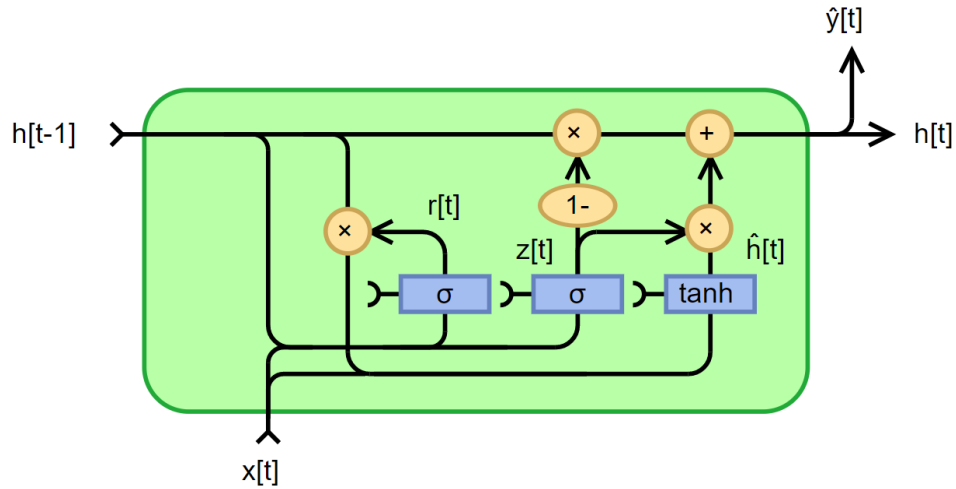 ŷ[t]
h[t-1]
×
+
h[t]
1-
r[t]
×
×
z[t]
ĥ[t]
σ
σ
tanh
x[t]